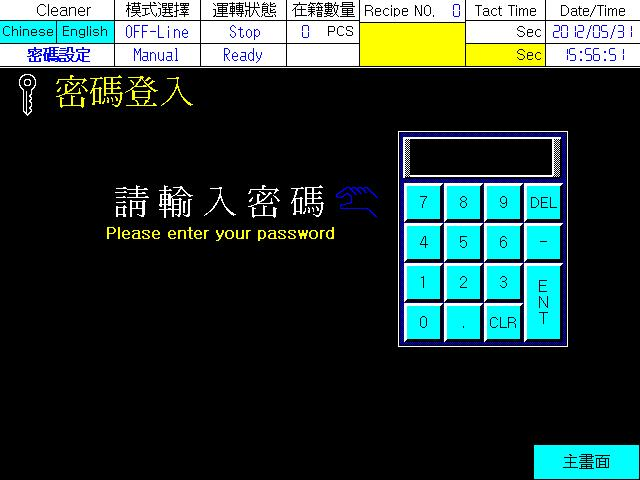 Cleaner 模式選擇 運轉狀態 在籍數量 Recipe NO. 0 Tact Time Date/Time
Chinese English OFF-Line Stop 0 PCS Sec 2012/05/31
密碼設定 Manual Ready Sec 15:56:51
密碼登入
請輸入密碼
Please enter your password
7 8 9 DEL
4 5 6 -
1 2 3 ENT
0 . CLR
主畫面